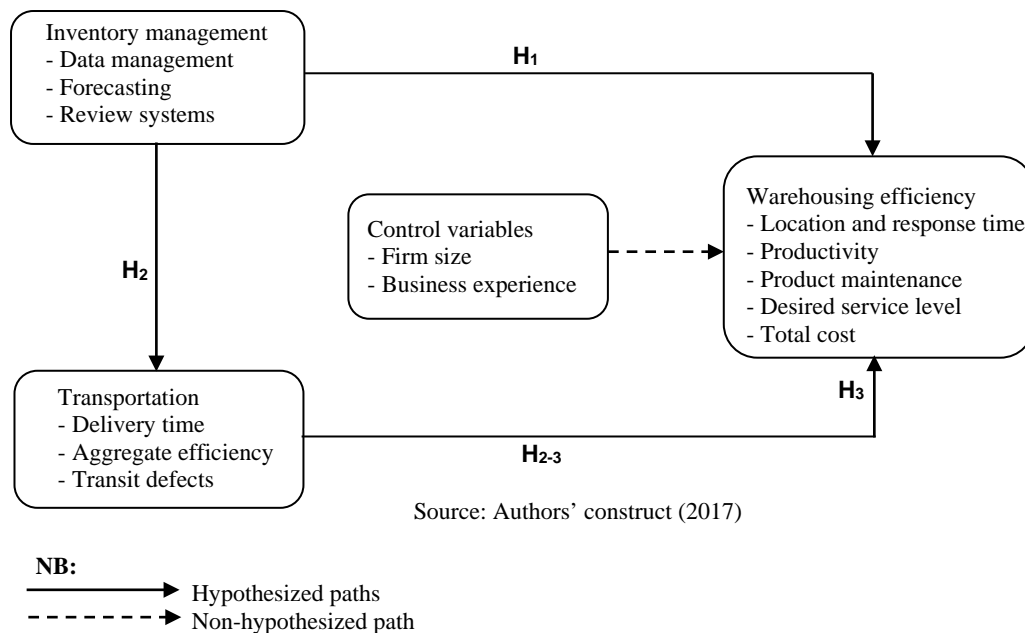 Inventory management
- Data management
- Forecasting
- Review systems
H1
H2
Control variables
- Firm size
- Business experience
Warehousing efficiency
- Location and response time
- Productivity
- Product maintenance
- Desired service level
- Total cost
Transportation
- Delivery time
- Aggregate efficiency
- Transit defects
H3
H2-3
Source: Authors’ construct (2017)
NB:
Hypothesized paths
Non-hypothesized path